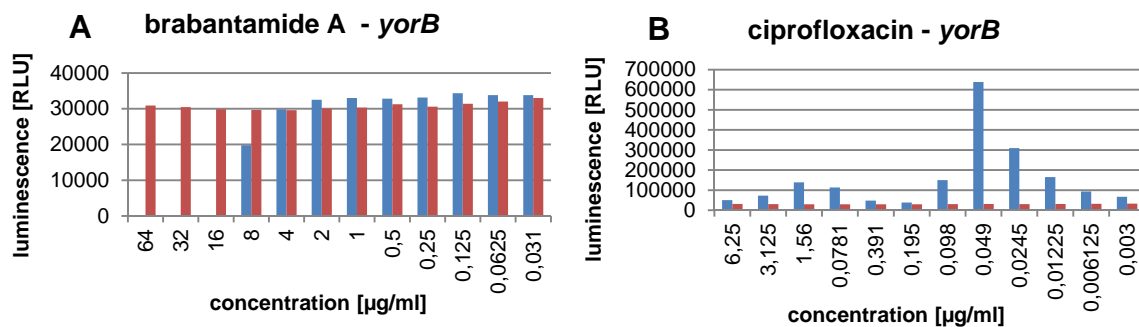 A brabantamide A - yorB
luminescence [RLU]
40000
30000
20000
10000
0
64 32 16 8 4 2 1 0,5 0,25 0,125 0,0625 0,031
concentration [µg/ml]
B ciprofloxacin - yorB
luminescence [RLU]
700000
600000
500000
400000
300000
200000
100000
0
6,25 3,125 1,56 0,0781 0,391 0,195 0,098 0,049 0,0245 0,01225 0,006125 0,003
concentration [µg/ml]